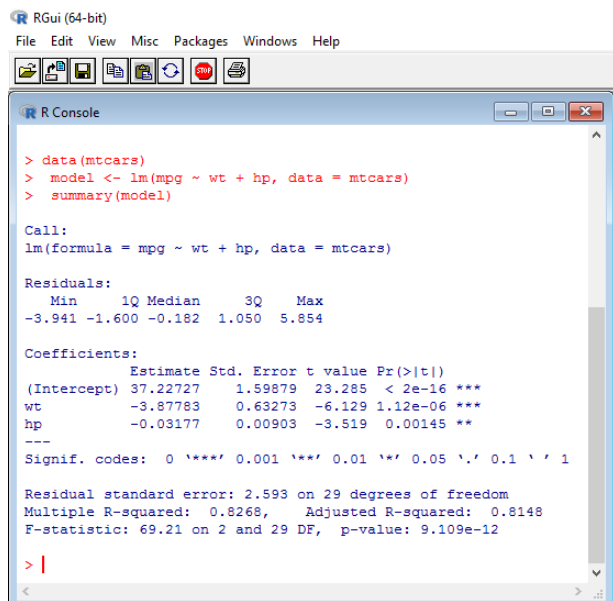 RGui (64-bit)
File Edit View Misc Packages Windows Help
STOP
R Console
> data(mtcars)
>  model <- lm(mpg ~ wt + hp, data = mtcars)
>  summary(model)
Call:
lm(formula = mpg ~ wt + hp, data = mtcars)
Residuals:
   Min     1Q Median     3Q    Max
-3.941 -1.600 -0.182  1.050  5.854
Coefficients:
            Estimate Std. Error t value Pr(>|t|)
(Intercept) 37.22727    1.59879  23.285  < 2e-16 ***
wt          -3.87783    0.63273  -6.129 1.12e-06 ***
hp          -0.03177    0.00903  -3.519  0.00145 **
---
Signif. codes:  0 '***' 0.001 '**' 0.01 '*' 0.05 '.' 0.1 ' ' 1
Residual standard error: 2.593 on 29 degrees of freedom
Multiple R-squared:  0.8268,    Adjusted R-squared:  0.8148
F-statistic: 69.21 on 2 and 29 DF,  p-value: 9.109e-12
>